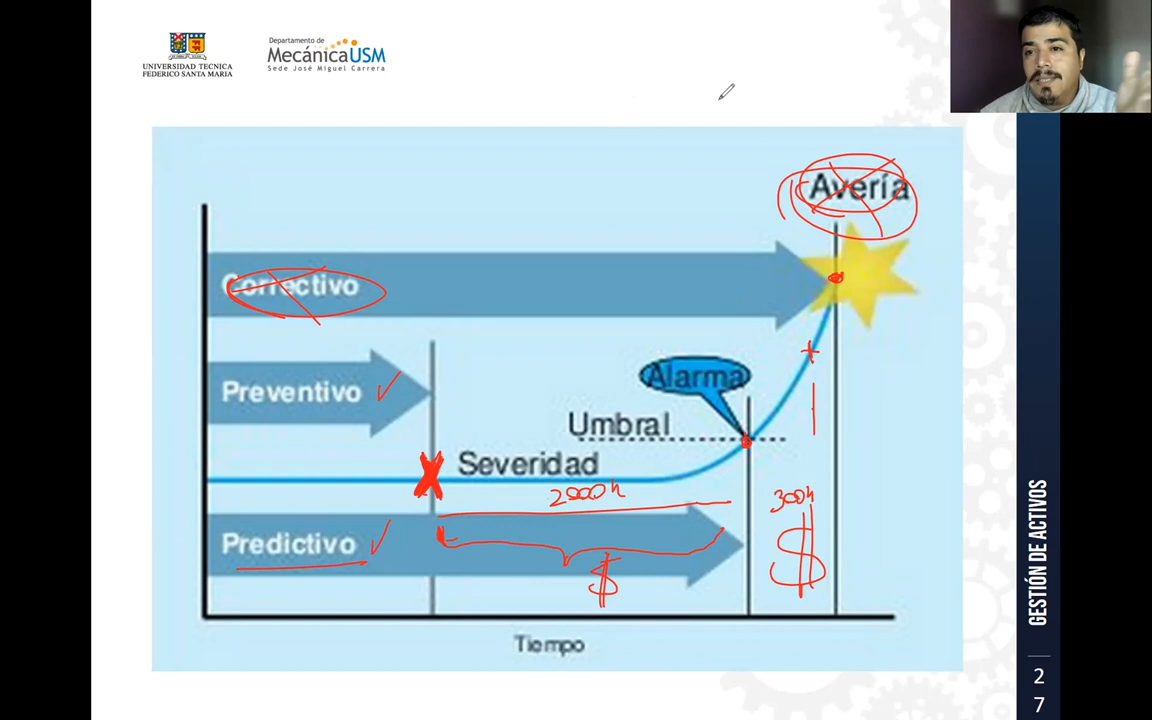 UNIVERSIDAD TECNICA
FEDERICO SANTA MARIA
Departamento de
MecánicaUSM
Sede José Miguel Carrera
Avería
Correctivo
Preventivo
Alarma
Umbral
Severidad
2000h
300h
Predictivo
$
$
Tiempo
GESTIÓN DE ACTIVOS
2
7